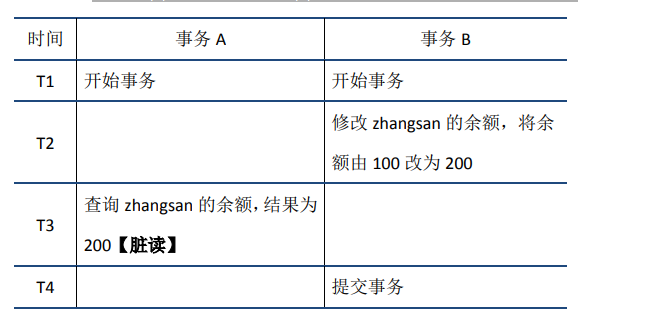 时间 事务 A 事务 B
T1 开始事务 开始事务
T2 修改 zhangsan 的余额，将余
额由 100 改为 200
T3 查询 zhangsan 的余额，结果为
200【脏读】
T4 提交事务